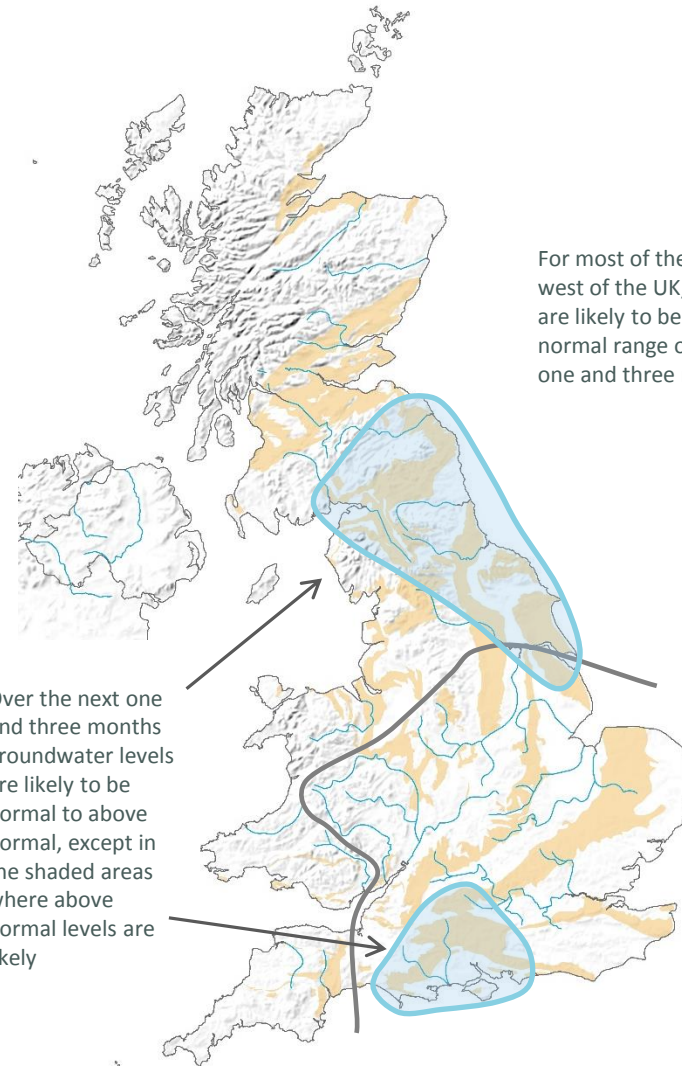 For most of the
west of the UK,
are likely to be
normal range o
one and three
Over the next one
nd three months
roundwater levels
re likely to be
ormal to above
ormal, except in
he shaded areas
where above
ormal levels are
kely